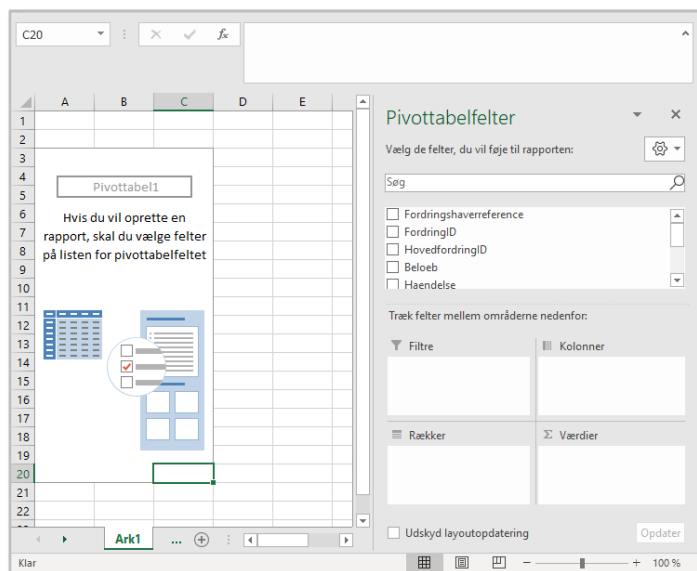 C20
fx
A B C D E
1
2
3
4
5
6
7
8
9
10
11
12
13
14
15
16
17
18
19
20
21
22
Pivottabel1
Hvis du vil oprette en
rapport, skal du vælge felter
på listen for pivottabelfeltet
Pivottabelfelter
Vælg de felter, du vil føje til rapporten:
Søg
Fordringshaverreference
FordringID
HovedfordringID
Beloeb
Haendelse
Træk felter mellem områderne nedenfor:
Filtre
Kolonner
Rækker
Σ Værdier
Udskyd layoutopdatering
Opdater
Ark1 ...
Klar
100 %